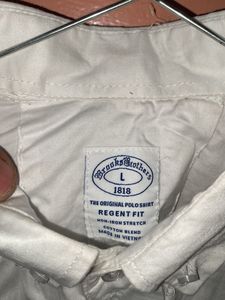 Brooks Brothers
L
1818
THE ORIGINAL POLO SHIRT
REGENT FIT
NON-IRON STRETCH
COTTON BLEND
MADE IN VIETNAM